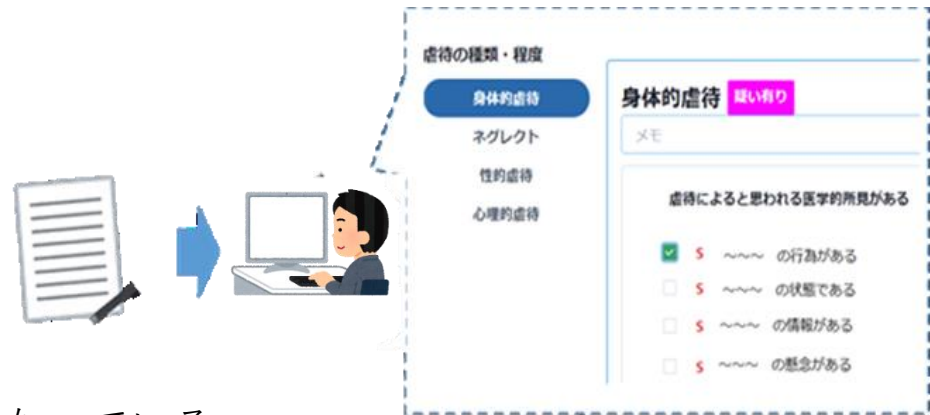 虐待の種類・程度
身体的虐待
ネグレクト
性的虐待
心理的虐待
身体的虐待 疑い有り
メモ
虐待によると思われる医学的所見がある
S ~~~ の行為がある
S ~~~ の状態である
S ~~~ の情報がある
S ~~~ の懸念がある